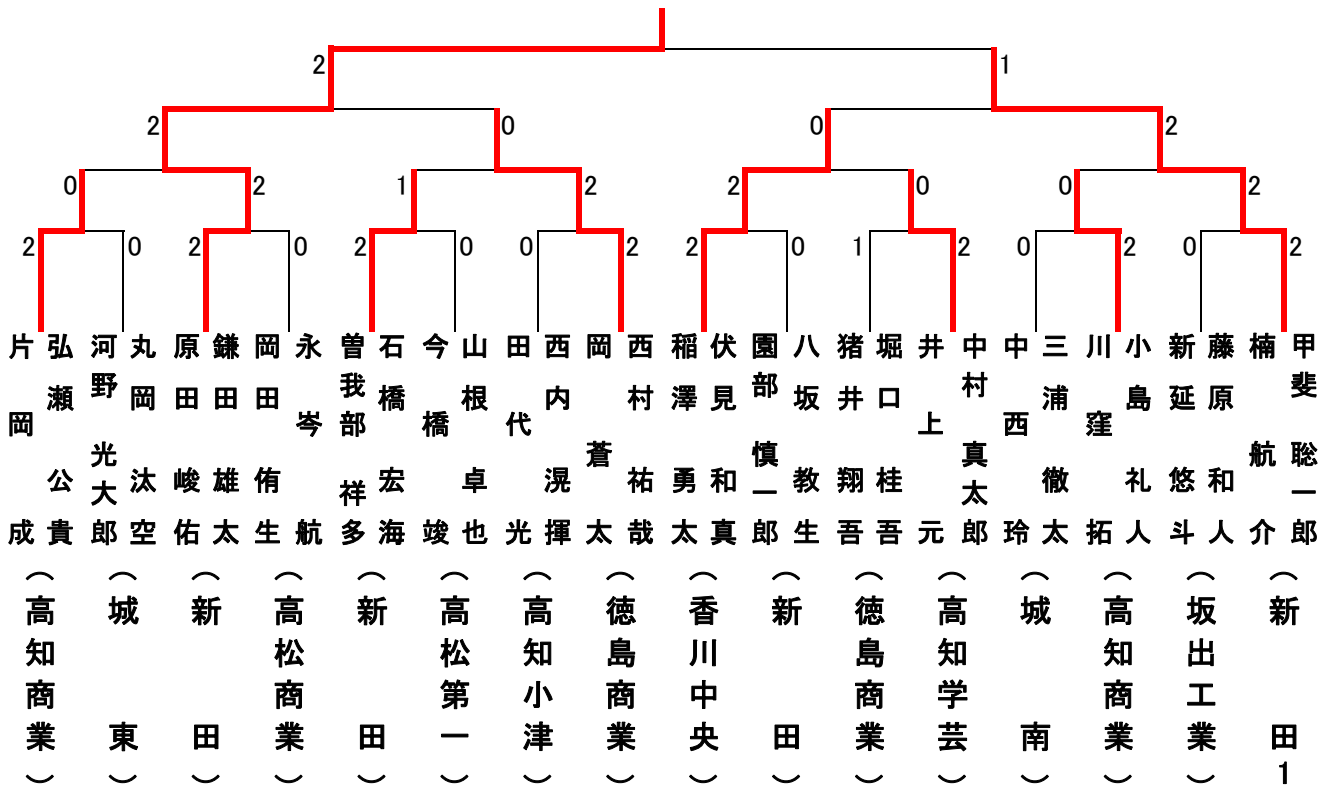 2 1
2 0 0 2
0 2 1 2 2 0 0 2
2 0 2 0 2 0 0 2 2 0 1 2 0 2 0 2
片岡成
弘瀬公貴
(高知商業)
河野光大郎
丸岡汰空
(城東)
原田峻佑
鎌田雄太
(新田)
岡田侑生
永岑航
(高松商業)
曽我部祥多
石橋宏海
(新田)
今橋竣
山根卓也
(高松第一)
田代光
西内滉揮
(高知小津)
岡蒼太
西村祐哉
(徳島商業)
稲澤勇太
伏見和真
(香川中央)
園部慎一郎
八坂教生
(新田)
猪井翔吾
堀口桂吾
(徳島商業)
井上元
中村真太郎
(高知学芸)
中西玲
三浦徹太
(城南)
川窪拓
小島礼人
(高知商業)
新延悠斗
藤原和人
(坂出工業)
楠航介
甲斐聡一郎
(新田1